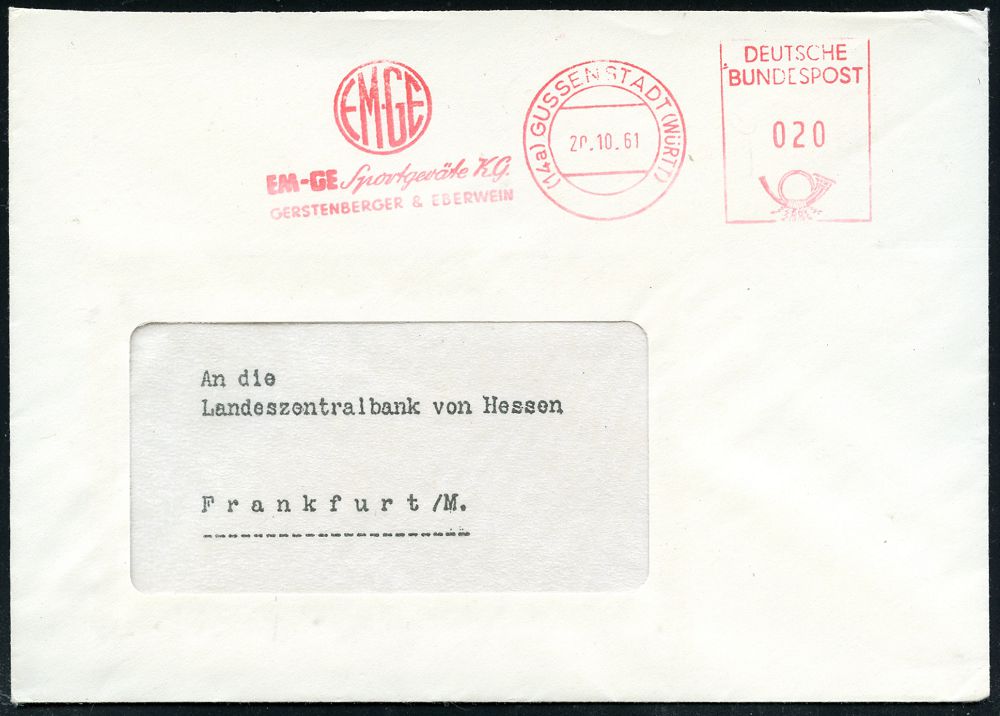 EM-GE
EM-GE Sportgeräte K.G.
GERSTENBERGER & EBERWEIN
(14a) GUSSENSTADT (WÜRTT)
20.10.61
DEUTSCHE
BUNDESPOST
020
An die
Landeszentralbank von Hessen
Frankfurt/M.